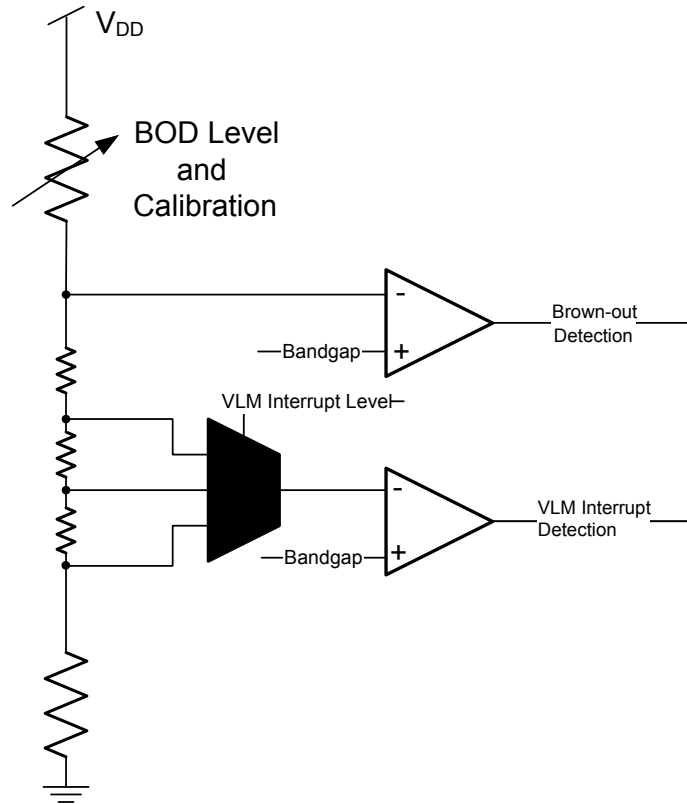 VDD
BOD Level
and
Calibration
-
Bandgap
+
Brown-out
Detection
VLM Interrupt Level
-
Bandgap
+
VLM Interrupt
Detection